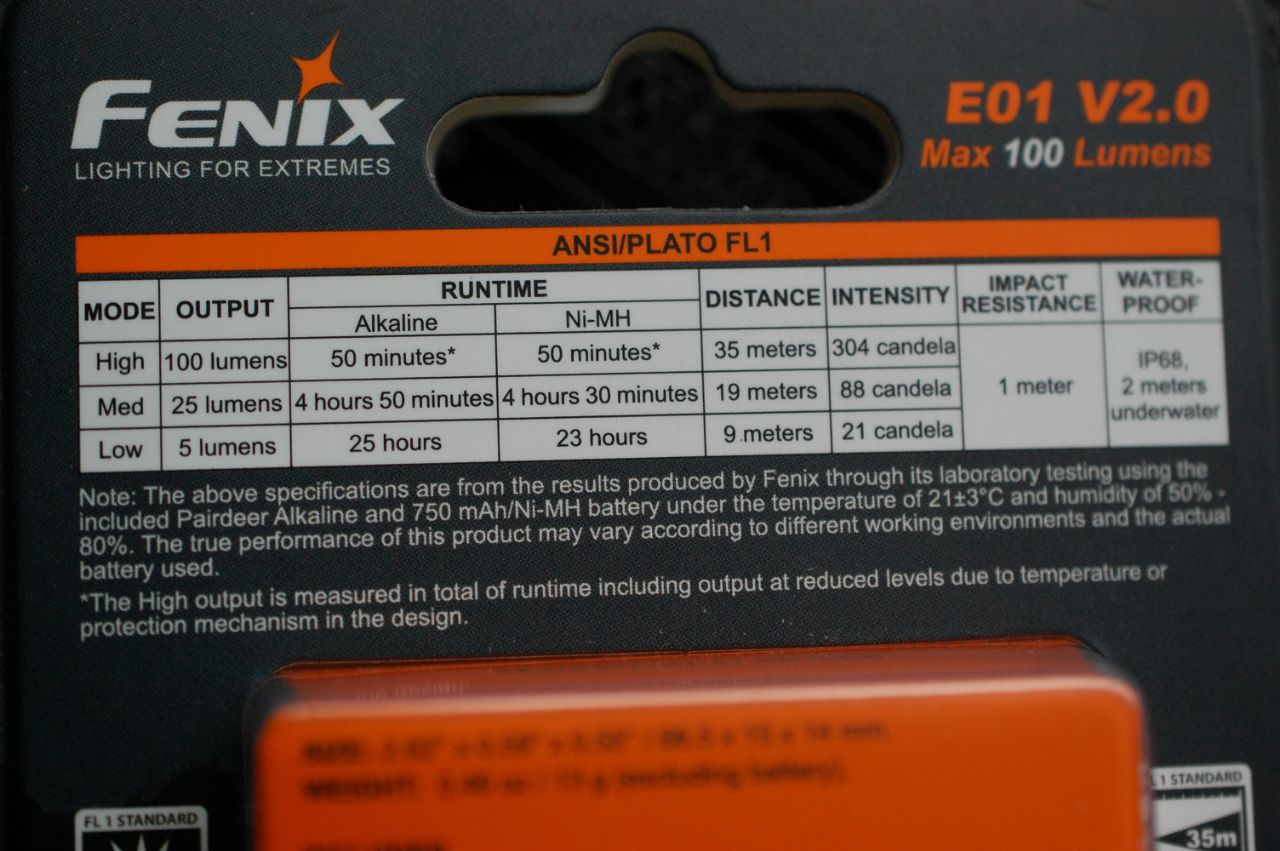 FENIX
LIGHTING FOR EXTREMES
E01 V2.0
Max 100 Lumens
ANSI/PLATO FL1
MODE OUTPUT RUNTIME DISTANCE INTENSITY IMPACT RESISTANCE WATER-PROOF
Alkaline Ni-MH
High 100 lumens 50 minutes* 50 minutes* 35 meters 304 candela
Med 25 lumens 4 hours 50 minutes 4 hours 30 minutes 19 meters 88 candela
Low 5 lumens 25 hours 23 hours 9 meters 21 candela
1 meter
IP68,
2 meters
underwater
Note: The above specifications are from the results produced by Fenix through its laboratory testing using the
included Pairdeer Alkaline and 750 mAh/Ni-MH battery under the temperature of 21±3°C and humidity of 50% -
80%. The true performance of this product may vary according to different working environments and the actual
battery used.
*The High output is measured in total of runtime including output at reduced levels due to temperature or
protection mechanism in the design.
SIZE:
WEIGHT: (excluding battery)
FL 1 STANDARD
L 1 STANDARD
35m